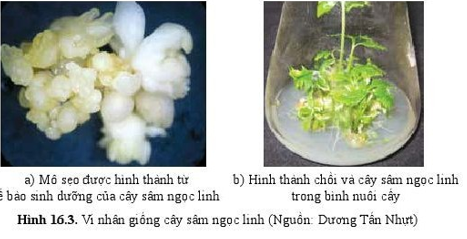 a) Mô sẹo được hình thành từ
ế bào sinh dưỡng của cây sâm ngọc linh
b) Hình thành chồi và cây sâm ngọc linh
trong bình nuôi cấy
Hình 16.3. Vi nhân giống cây sâm ngọc linh (Nguồn: Dương Tấn Nhựt)